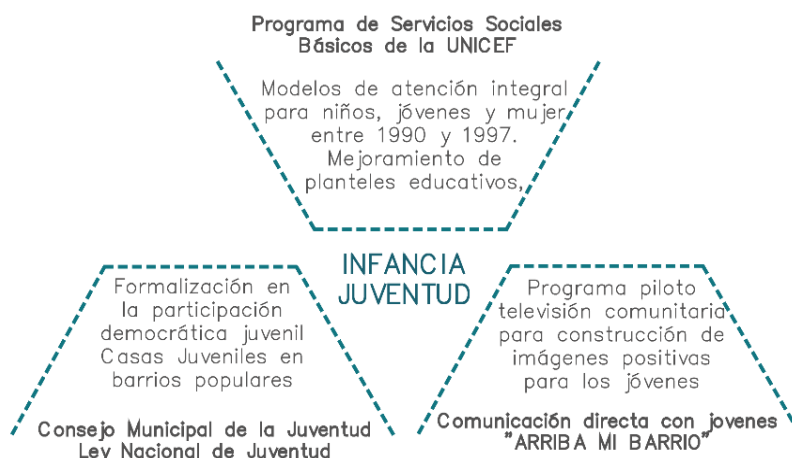 Programa de Servicios Sociales
Básicos de la UNICEF
Modelos de atención integral
para niños, jóvenes y mujer
entre 1990 y 1997.
Mejoramiento de
planteles educativos,
INFANCIA
JUVENTUD
Formalización en
la participación
democrática juvenil
Casas Juveniles en
barrios populares
Consejo Municipal de la Juventud
Ley Nacional de Juventud
Programa piloto
televisión comunitaria
para construcción de
imágenes positivas
para los jóvenes
Comunicación directa con jovenes
"ARRIBA MI BARRIO"